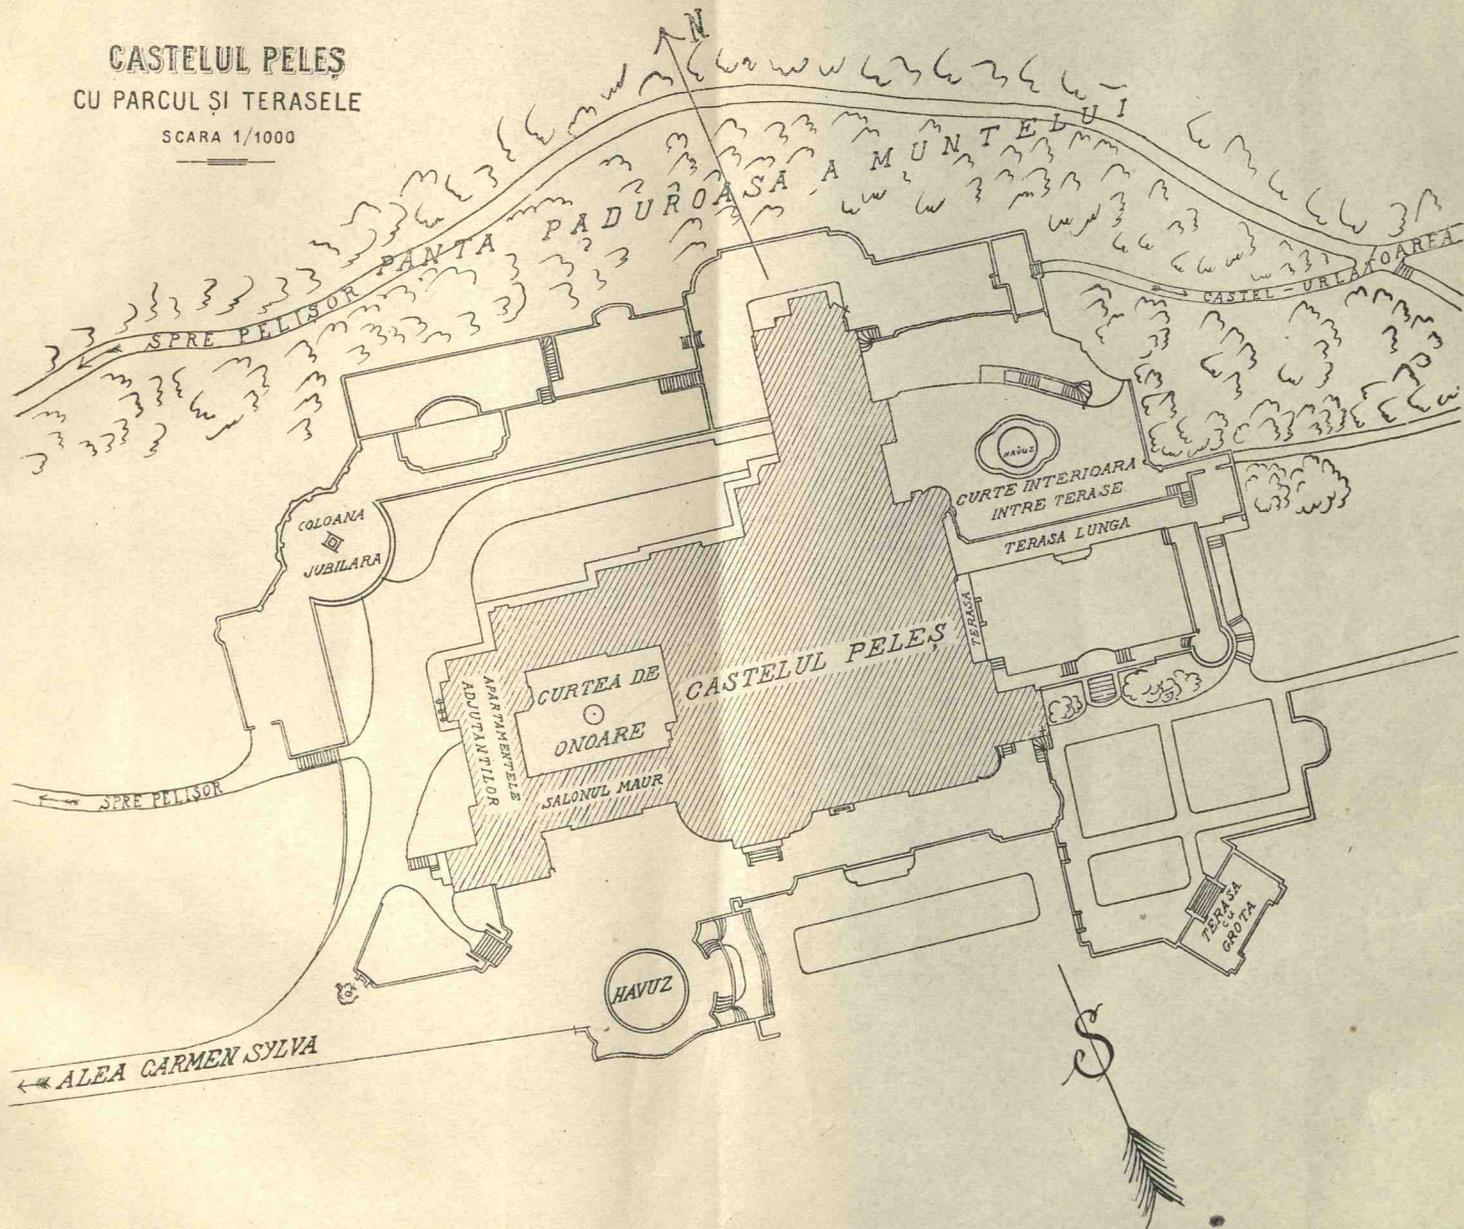 CASTELUL PELEȘ
CU PARCUL ȘI TERASELE
SCARA 1/1000
N
PANTA PADUROASA A MUNTELUI
SPRE PELIȘOR
CASTEL-URLATOAREA
HAVUZ
CURTE INTERIOARA
INTRE TERASE
TERASA LUNGA
COLOANA
JUBILARA
TERASA
CASTELUL PELEȘ
CURTEA DE
ONOARE
APARTAMENTELE
ADJUTANTILOR
SALONUL MAUR
SPRE PELIȘOR
TERASA
CU
GROTA
HAVUZ
ALEA CARMEN SYLVA
S